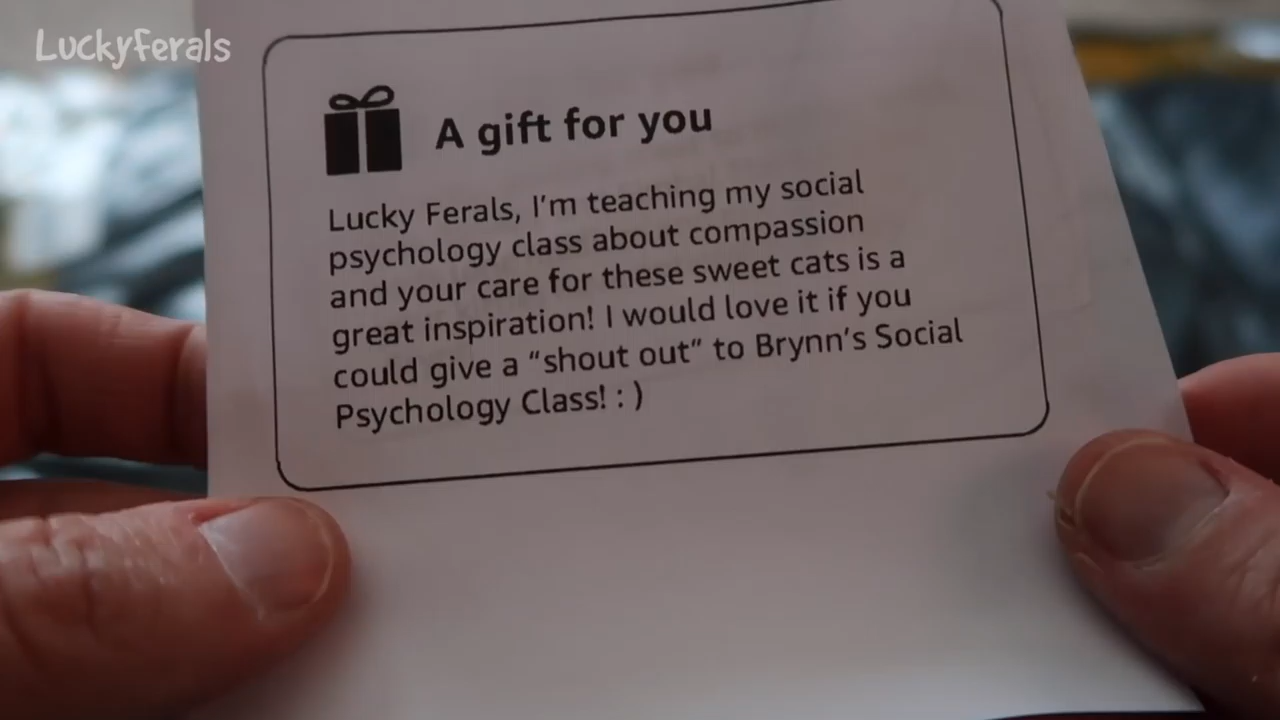 LuckyFerals
A gift for you
Lucky Ferals, I'm teaching my social
psychology class about compassion
and your care for these sweet cats is a
great inspiration! I would love it if you
could give a "shout out" to Brynn's Social
Psychology Class! : )